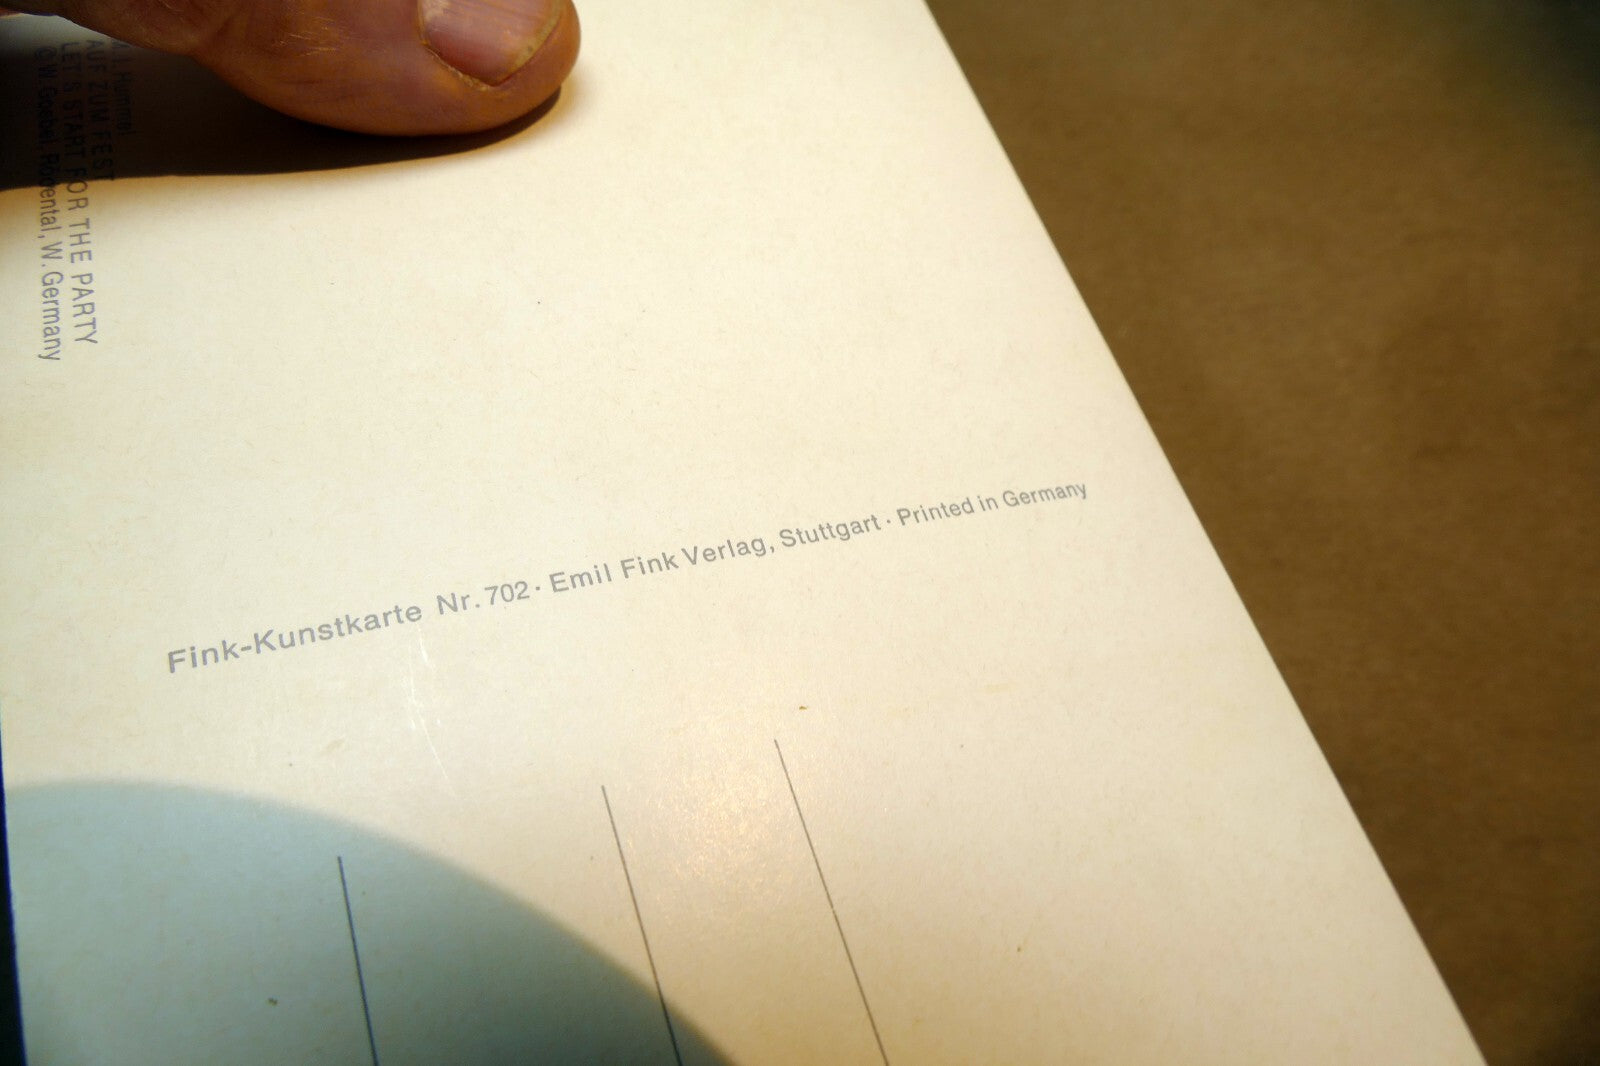 M.I. Hummel
AUF ZUM FEST
LET'S START FOR THE PARTY
© W. Goebel, Rödental, W. Germany
Fink-Kunstkarte Nr. 702 · Emil Fink Verlag, Stuttgart · Printed in Germany